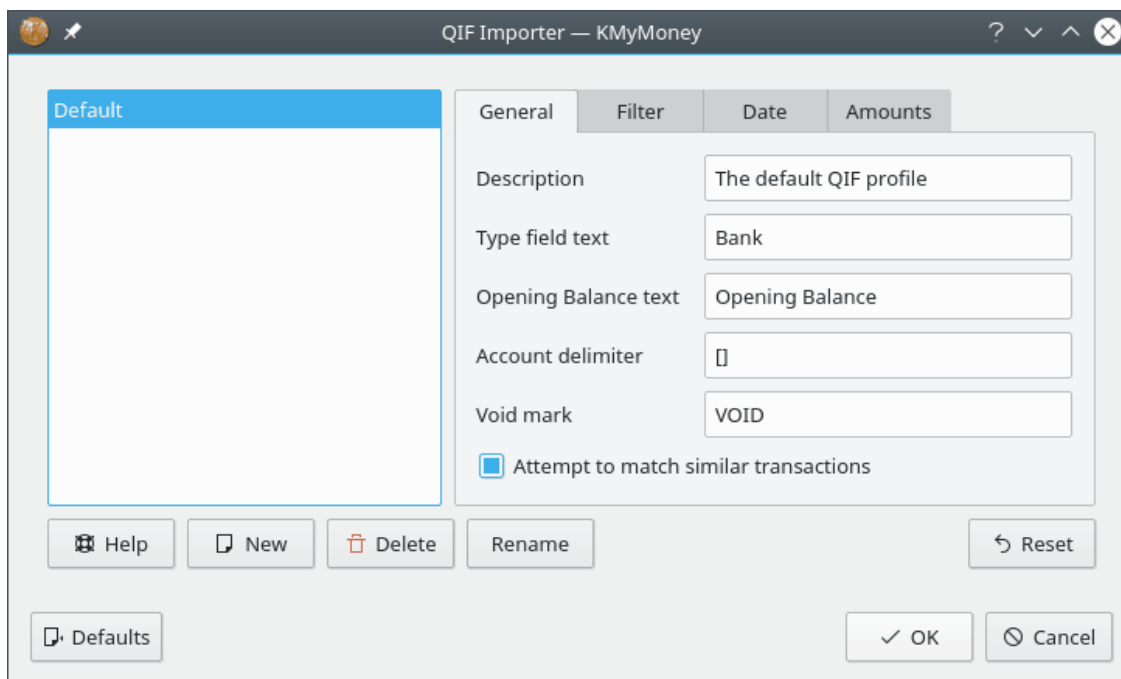 QIF Importer — KMyMoney
Default
General Filter Date Amounts
Description The default QIF profile
Type field text Bank
Opening Balance text Opening Balance
Account delimiter []
Void mark VOID
Attempt to match similar transactions
Help New Delete Rename Reset
Defaults OK Cancel